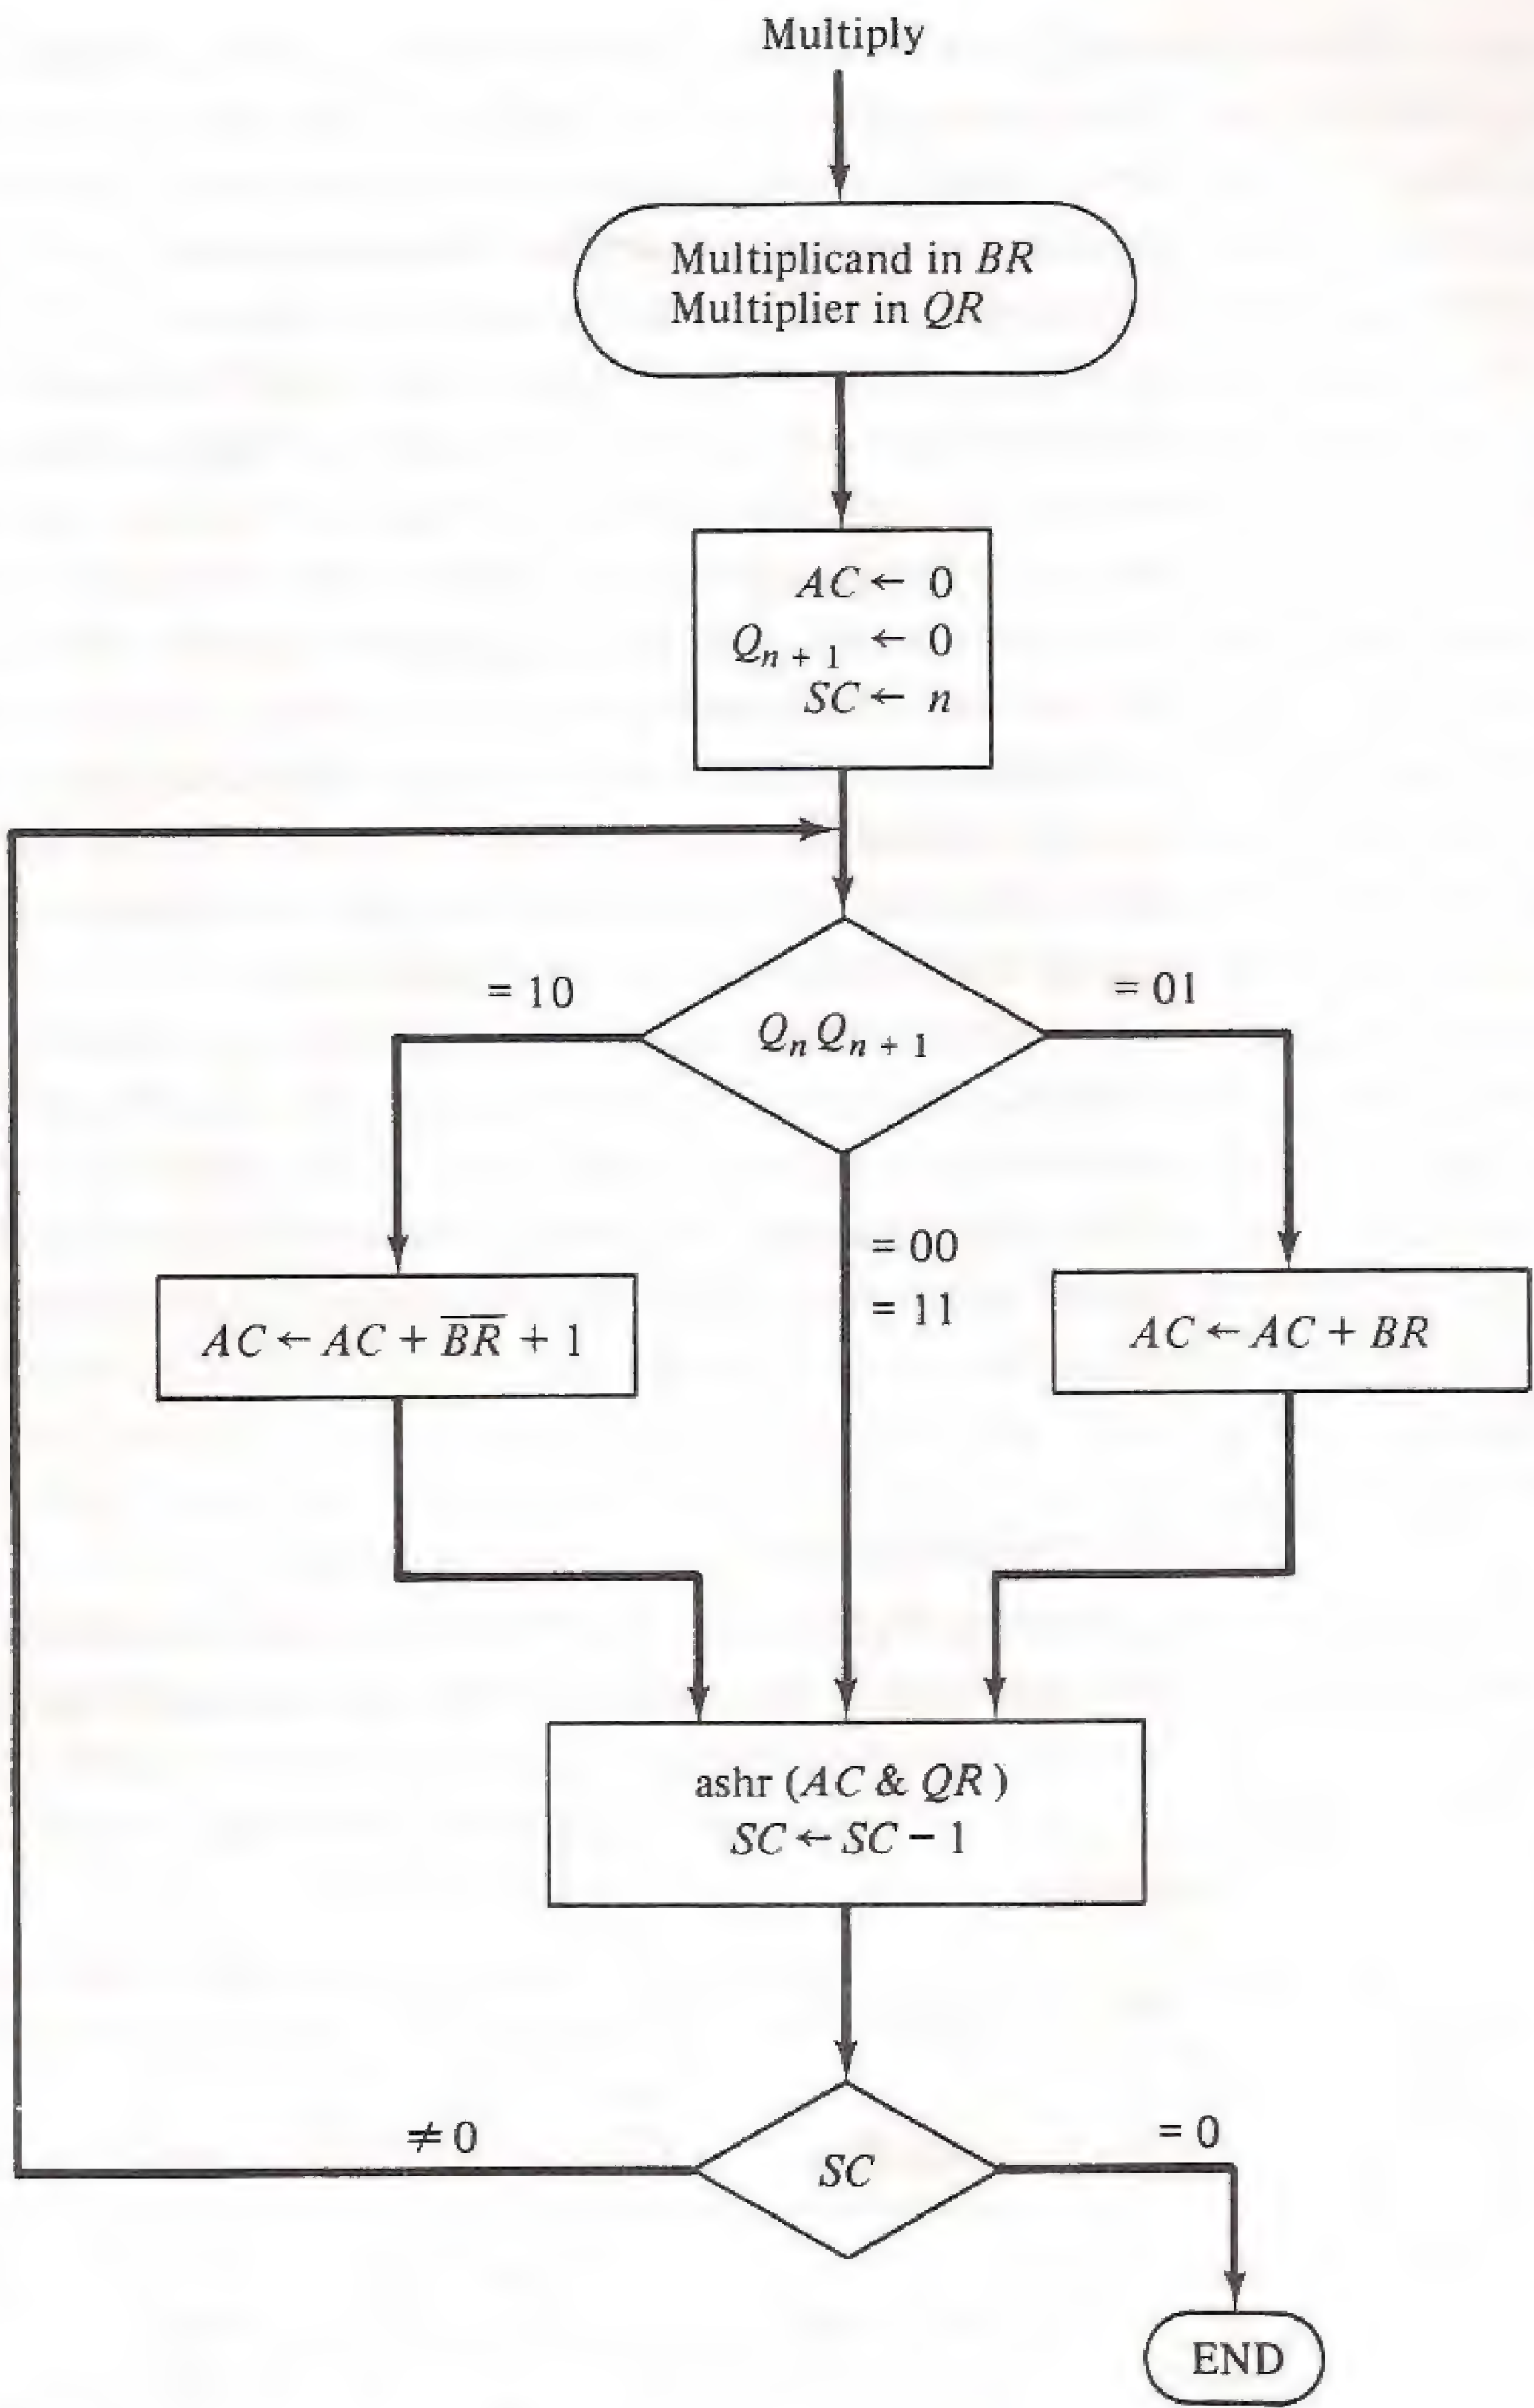 Multiply
Multiplicand in BR
Multiplier in QR
AC ← 0
Qₙ ₊ ₁ ← 0
SC ← n
= 10
QₙQₙ ₊ ₁
= 01
= 00
= 11
AC ← AC + B̅R̅ + 1
AC ← AC + BR
ashr (AC & QR)
SC ← SC − 1
≠ 0
SC
= 0
END